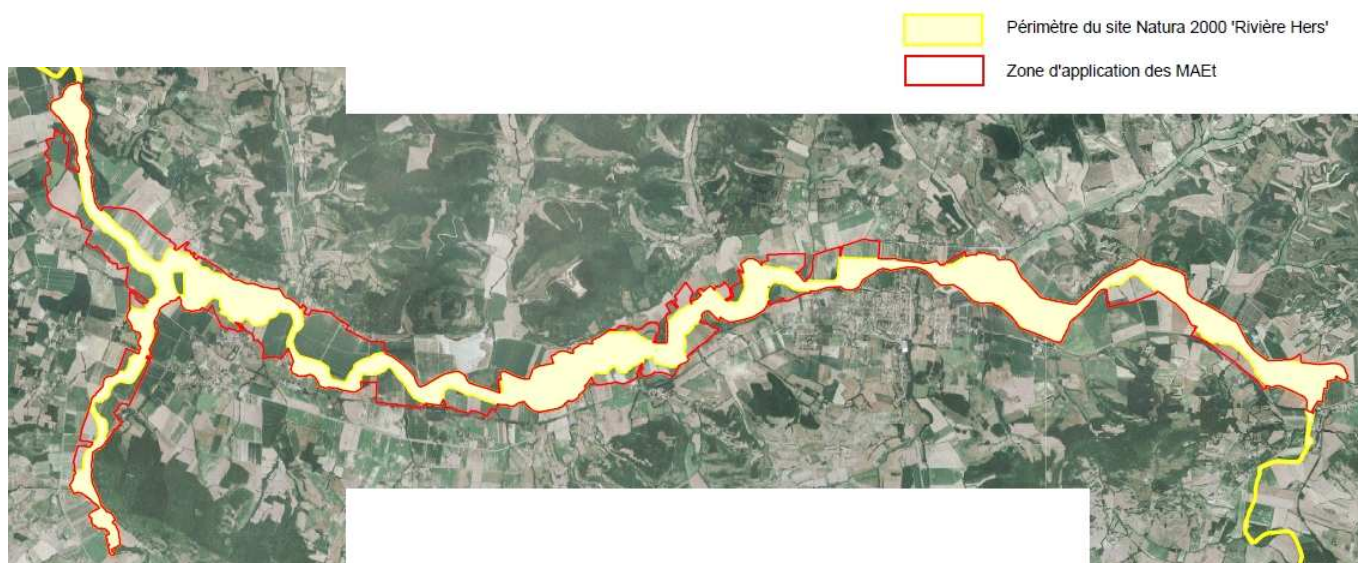 Périmètre du site Natura 2000 'Rivière Hers'
Zone d'application des MAEt